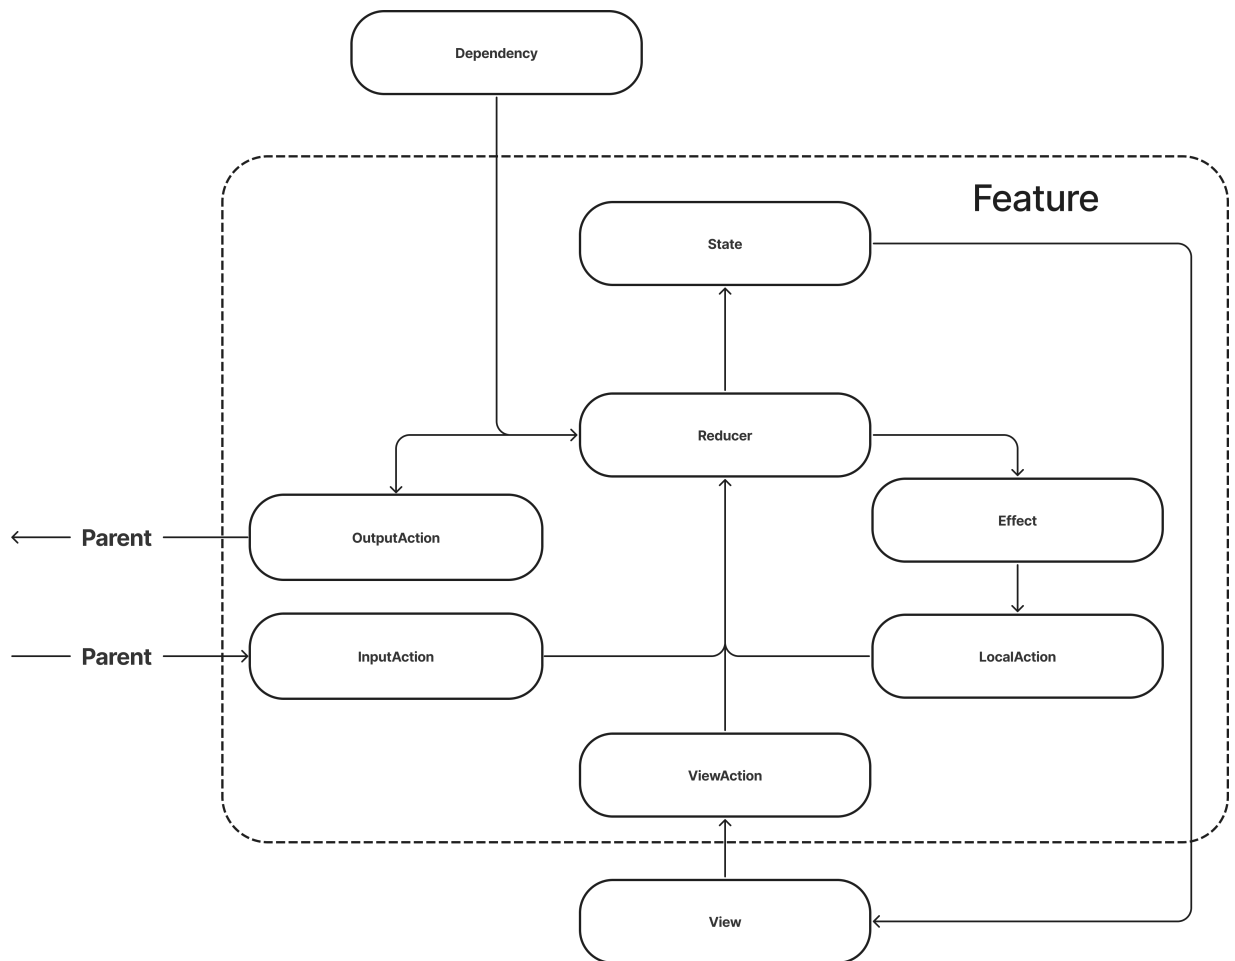 Dependency
Feature
State
Reducer
Effect
Parent
OutputAction
Parent
InputAction
LocalAction
ViewAction
View